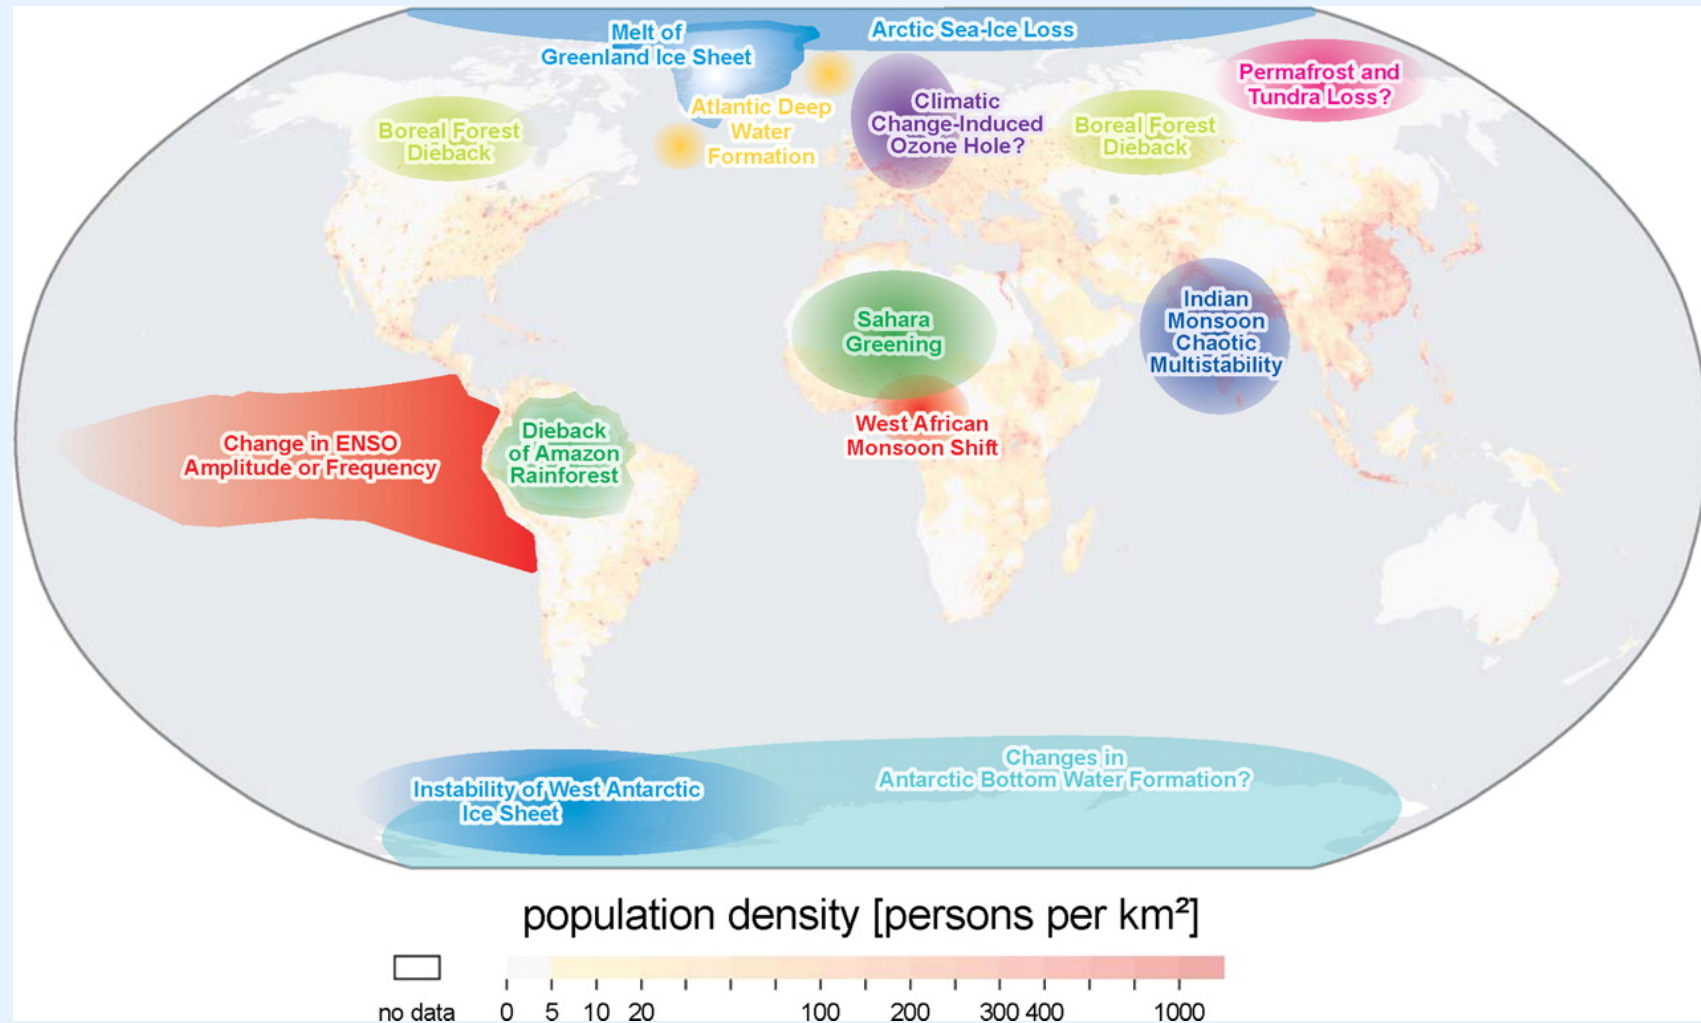 Melt of
Greenland Ice Sheet
Arctic Sea-Ice Loss
Permafrost and
Tundra Loss?
Atlantic Deep
Water
Formation
Climatic
Change-Induced
Ozone Hole?
Boreal Forest
Dieback
Boreal Forest
Dieback
Sahara
Greening
Indian
Monsoon
Chaotic
Multistability
West African
Monsoon Shift
Change in ENSO
Amplitude or Frequency
Dieback
of Amazon
Rainforest
Changes in
Antarctic Bottom Water Formation?
Instability of West Antarctic
Ice Sheet
population density [persons per km²]
no data 0 5 10 20 100 200 300 400 1000